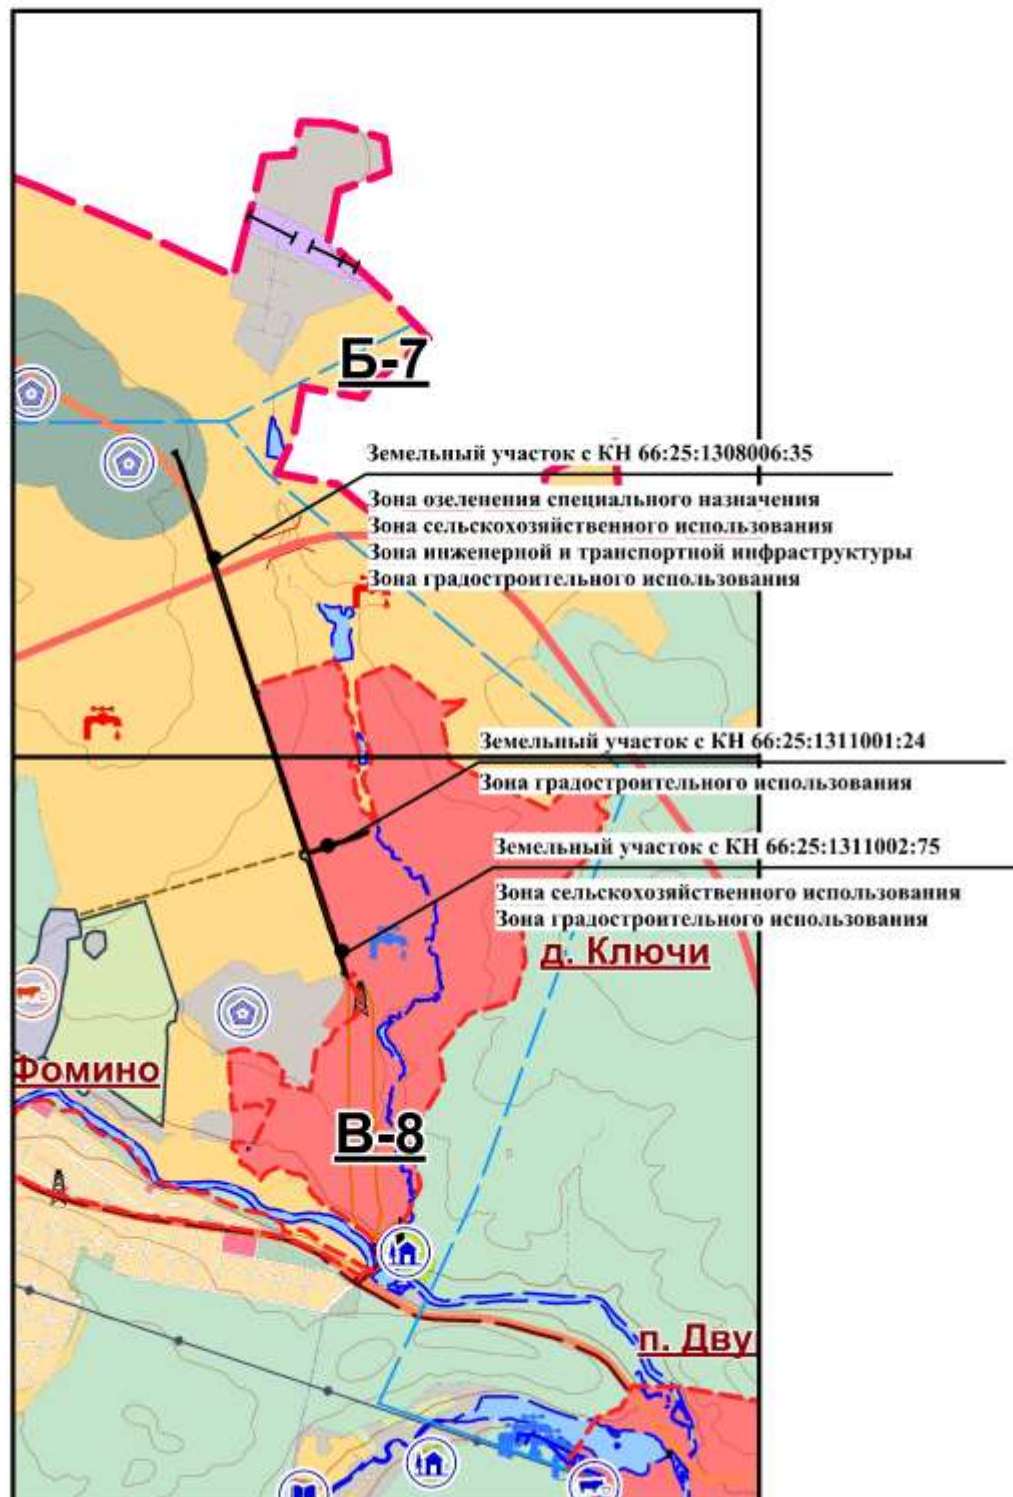 Б-7
Земельный участок с КН 66:25:1308006:35
Зона озеленения специального назначения
Зона сельскохозяйственного использования
Зона инженерной и транспортной инфраструктуры
Зона градостроительного использования
Земельный участок с КН 66:25:1311001:24
Зона градостроительного использования
Земельный участок с КН 66:25:1311002:75
Зона сельскохозяйственного использования
Зона градостроительного использования
д. Ключи
Фомино
В-8
п. Дву